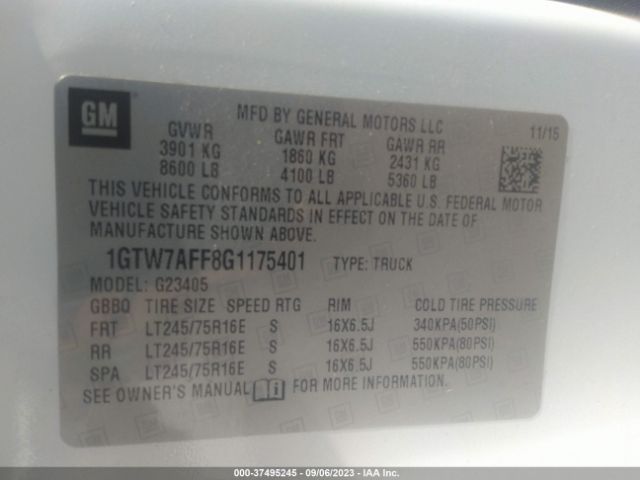 GM
MFD BY GENERAL MOTORS LLC
11/15
GVWR GAWR FRT GAWR RR
3901 KG 1860 KG 2431 KG
8600 LB 4100 LB 5360 LB
THIS VEHICLE CONFORMS TO ALL APPLICABLE U.S. FEDERAL MOTOR
VEHICLE SAFETY STANDARDS IN EFFECT ON THE DATE OF
MANUFACTURE SHOWN ABOVE.
1GTW7AFF8G1175401 TYPE: TRUCK
MODEL: G23405
GBBQ TIRE SIZE SPEED RTG RIM COLD TIRE PRESSURE
FRT LT245/75R16E S 16X6.5J 340KPA(50PSI)
RR LT245/75R16E S 16X6.5J 550KPA(80PSI)
SPA LT245/75R16E S 16X6.5J 550KPA(80PSI)
SEE OWNER'S MANUAL FOR MORE INFORMATION.
000-37495245 - 09/06/2023 - IAA Inc.